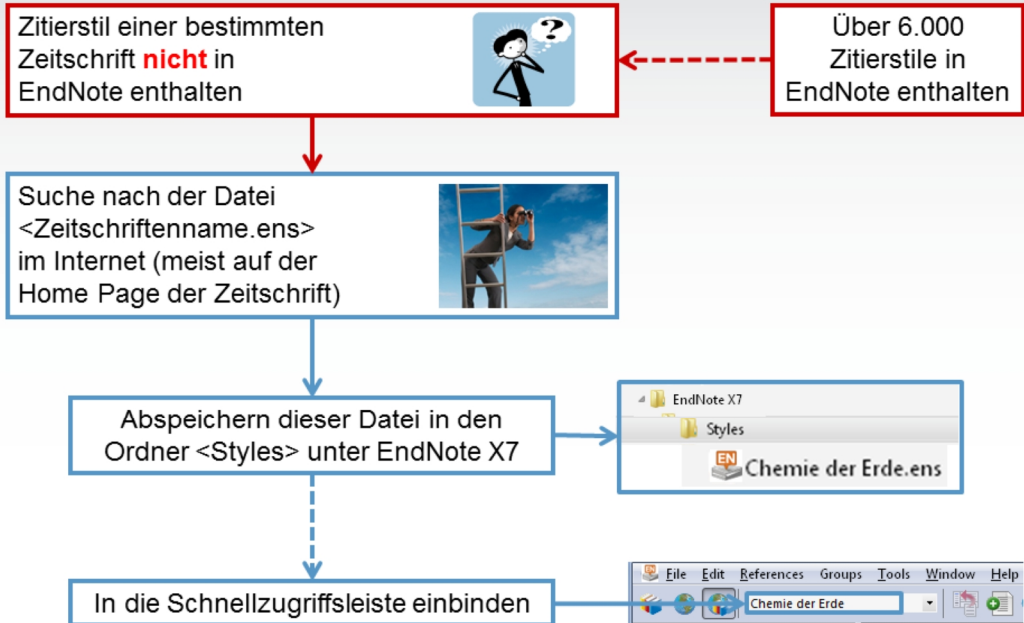 Zitierstil einer bestimmten
Zeitschrift nicht in
EndNote enthalten
?
Über 6.000
Zitierstile in
EndNote enthalten
Suche nach der Datei
<Zeitschriftenname.ens>
im Internet (meist auf der
Home Page der Zeitschrift)
Abspeichern dieser Datei in den
Ordner <Styles> unter EndNote X7
EndNote X7
Styles
EN
Chemie der Erde.ens
In die Schnellzugriffsleiste einbinden
File Edit References Groups Tools Window Help
Chemie der Erde